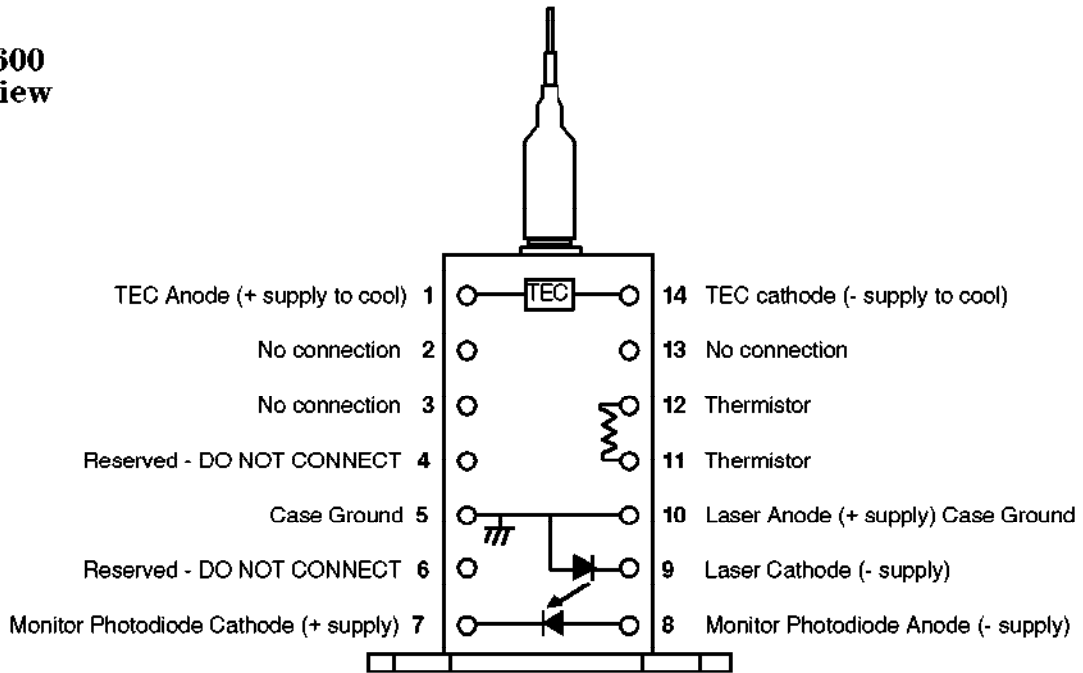 600
iew
TEC
TEC Anode (+ supply to cool) 1
14 TEC cathode (- supply to cool)
No connection 2
13 No connection
No connection 3
12 Thermistor
Reserved - DO NOT CONNECT 4
11 Thermistor
Case Ground 5
10 Laser Anode (+ supply) Case Ground
Reserved - DO NOT CONNECT 6
9 Laser Cathode (- supply)
Monitor Photodiode Cathode (+ supply) 7
8 Monitor Photodiode Anode (- supply)